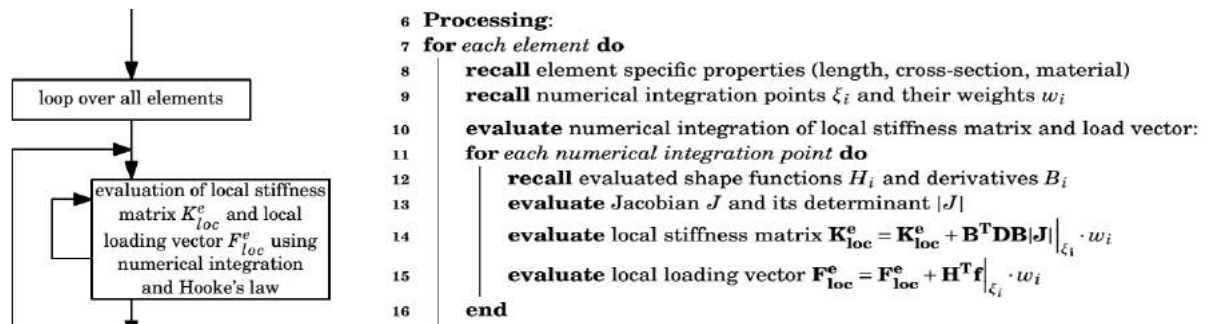 loop over all elements
evaluation of local stiffness
matrix K^e_loc and local
loading vector F^e_loc using
numerical integration
and Hooke's law
6 Processing:
7 for each element do
8 recall element specific properties (length, cross-section, material)
9 recall numerical integration points ξ_i and their weights w_i
10 evaluate numerical integration of local stiffness matrix and load vector:
11 for each numerical integration point do
12 recall evaluated shape functions H_i and derivatives B_i
13 evaluate Jacobian J and its determinant |J|
14 evaluate local stiffness matrix K^e_loc = K^e_loc + B^T DB|J||_ξ_i · w_i
15 evaluate local loading vector F^e_loc = F^e_loc + H^T f|_ξ_i · w_i
16 end